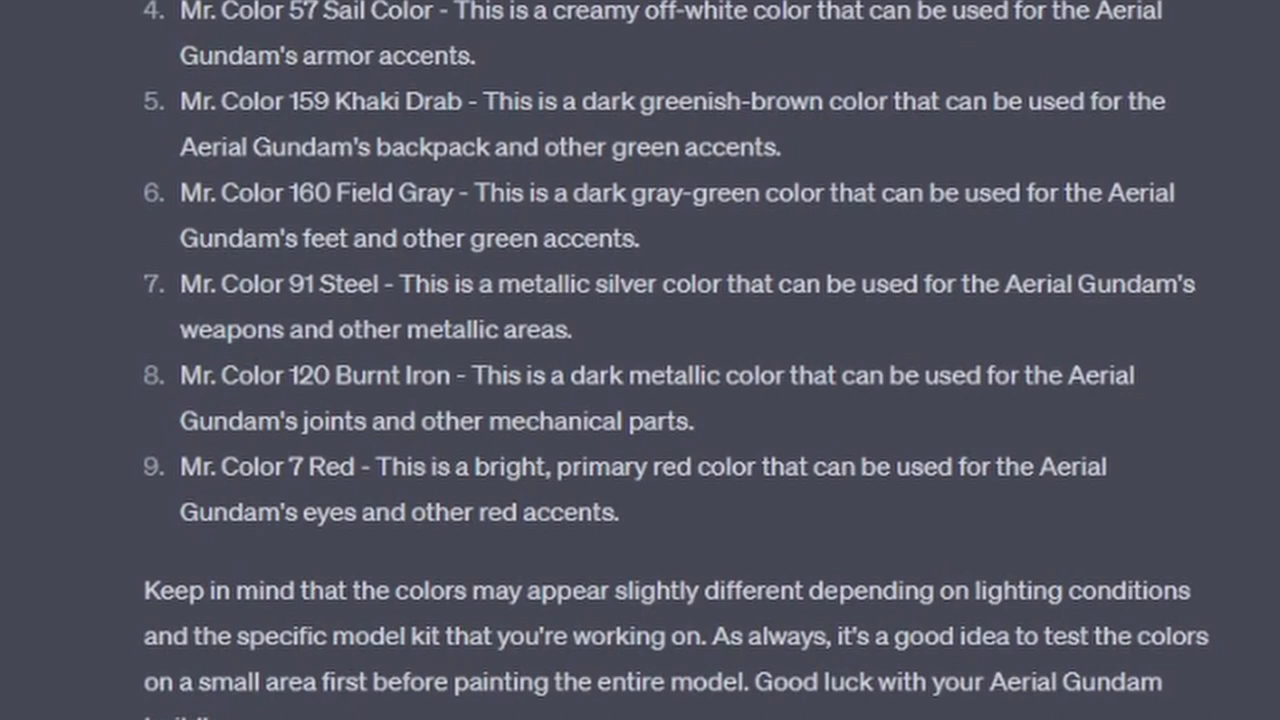 4. Mr. Color 57 Sail Color - This is a creamy off-white color that can be used for the Aerial
Gundam's armor accents.
5. Mr. Color 159 Khaki Drab - This is a dark greenish-brown color that can be used for the
Aerial Gundam's backpack and other green accents.
6. Mr. Color 160 Field Gray - This is a dark gray-green color that can be used for the Aerial
Gundam's feet and other green accents.
7. Mr. Color 91 Steel - This is a metallic silver color that can be used for the Aerial Gundam's
weapons and other metallic areas.
8. Mr. Color 120 Burnt Iron - This is a dark metallic color that can be used for the Aerial
Gundam's joints and other mechanical parts.
9. Mr. Color 7 Red - This is a bright, primary red color that can be used for the Aerial
Gundam's eyes and other red accents.
Keep in mind that the colors may appear slightly different depending on lighting conditions
and the specific model kit that you're working on. As always, it's a good idea to test the colors
on a small area first before painting the entire model. Good luck with your Aerial Gundam